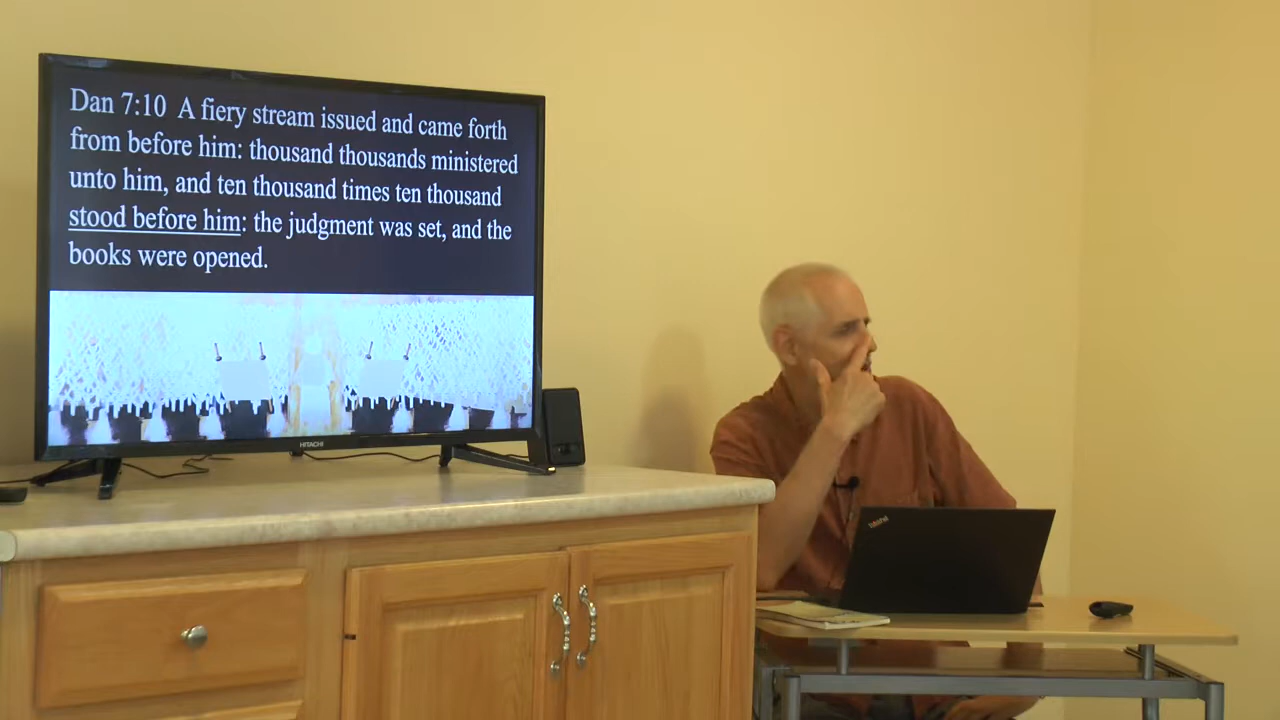 Dan 7:10 A fiery stream issued and came forth
from before him: thousand thousands ministered
unto him, and ten thousand times ten thousand
stood before him: the judgment was set, and the
books were opened.
HITACHI
ThinkPad